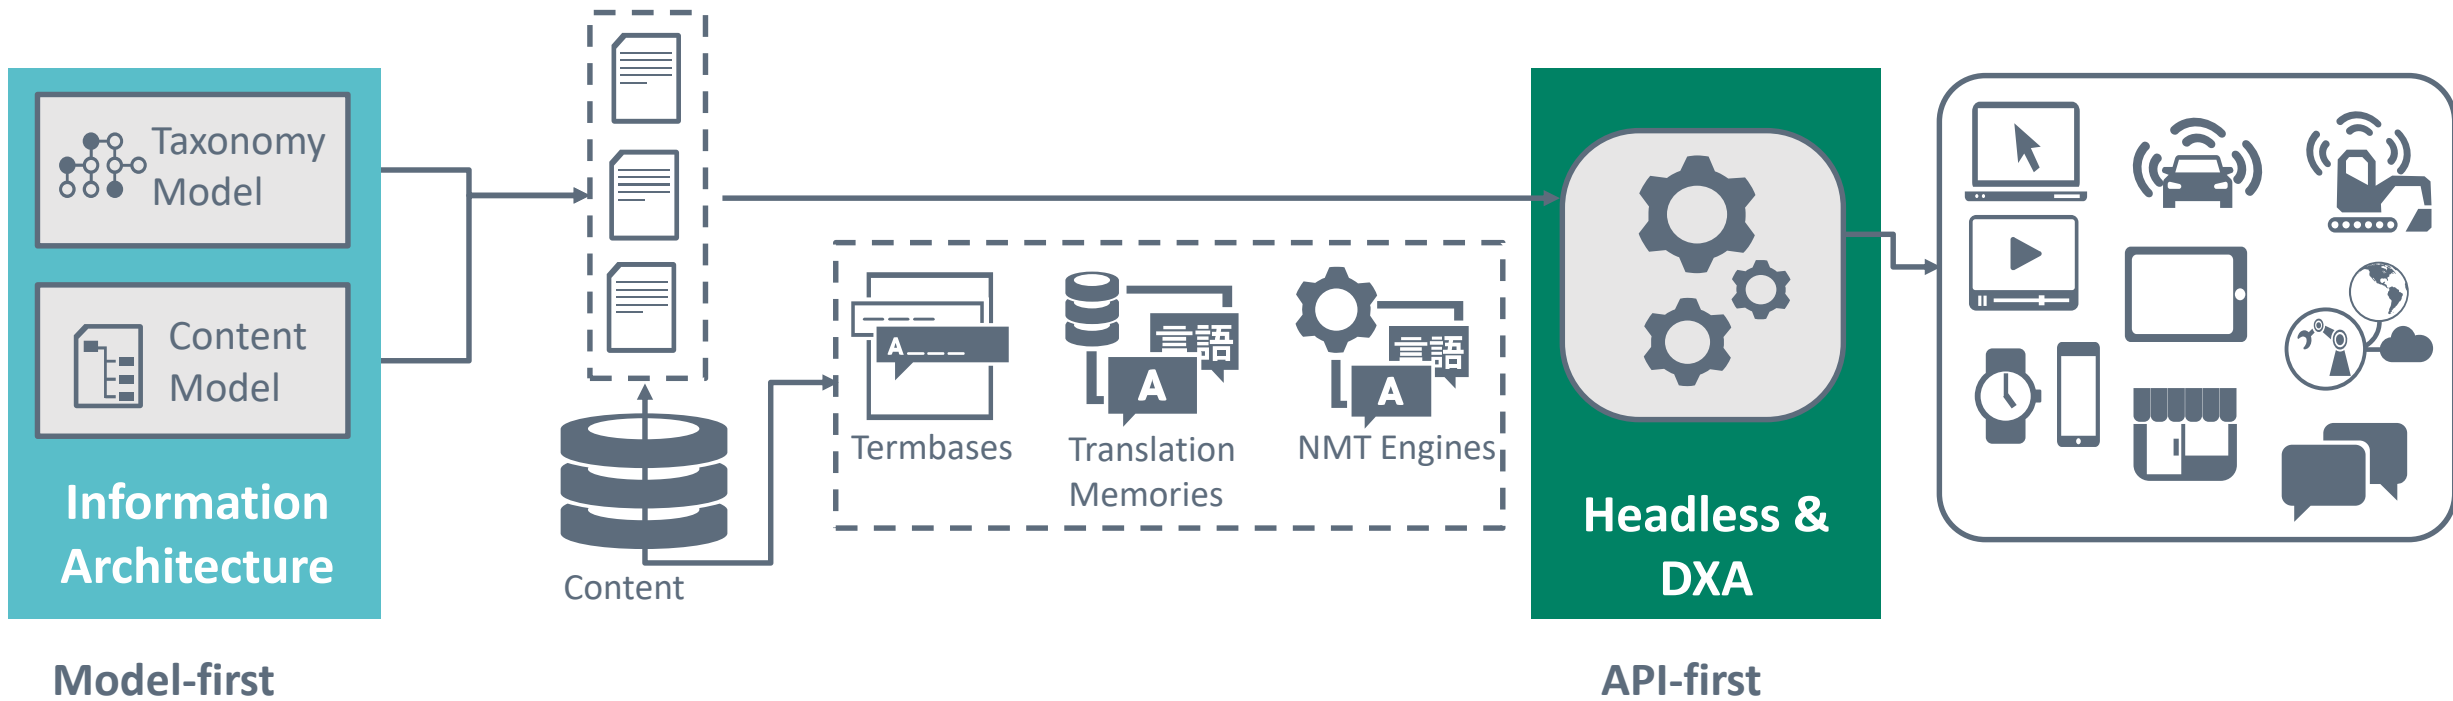 Taxonomy
Model
Content
Model
Information
Architecture
Model-first
Content
A_ _ _ _
Termbases
言語
A
Translation
Memories
言語
A
NMT Engines
Headless &
DXA
API-first